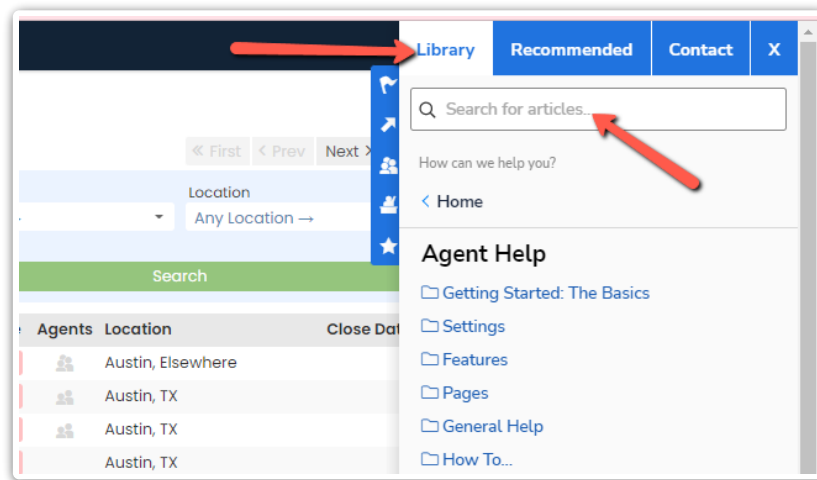 Library Recommended Contact X
Search for articles...
« First < Prev Next >
How can we help you?
Location
< Home
Any Location →
Agent Help
Search
Getting Started: The Basics
Settings
Agents Location Close Dat
Features
Austin, Elsewhere
Pages
Austin, TX
General Help
Austin, TX
How To...
Austin, TX